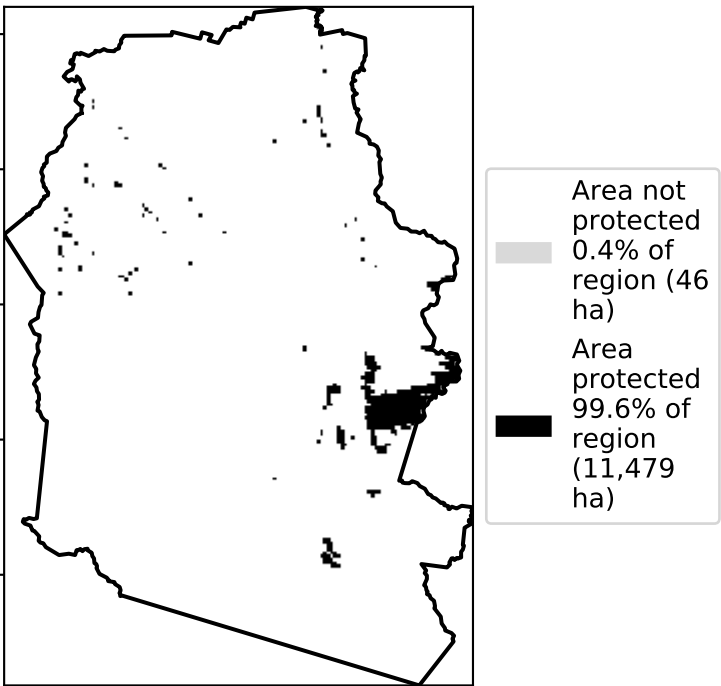 Area not
protected
0.4% of
region (46
ha)
Area
protected
99.6% of
region
(11,479
ha)